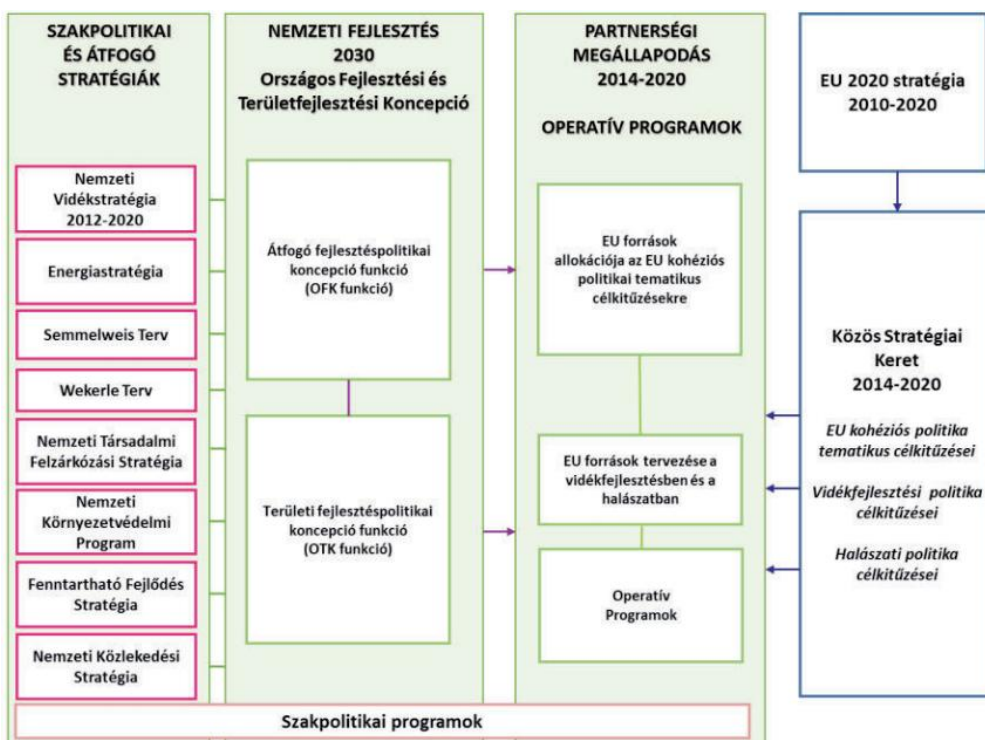 SZAKPOLITIKAI
ÉS ÁTFOGÓ
STRATÉGIÁK
Nemzeti
Vidékstratégia
2012-2020
Energiastratégia
Semmelweis Terv
Wekerle Terv
Nemzeti Társadalmi
Felzárkózási Stratégia
Nemzeti
Környezetvédelmi
Program
Fenntartható Fejlődés
Stratégia
Nemzeti Közlekedési
Stratégia
NEMZETI FEJLESZTÉS
2030
Országos Fejlesztési és
Területfejlesztési Koncepció
Átfogó fejlesztéspolitikai
koncepció funkció
(OFK funkció)
Területi fejlesztéspolitikai
koncepció funkció
(OTK funkció)
PARTNERSÉGI
MEGÁLLAPODÁS
2014-2020
OPERATÍV PROGRAMOK
EU források
allokációja az EU kohéziós
politikai tematikus
célkitűzésekre
EU források tervezése a
vidékfejlesztésben és a
halászatban
Operatív
Programok
EU 2020 stratégia
2010-2020
Közös Stratégiai
Keret
2014-2020
EU kohéziós politika
tematikus célkitűzései
Vidékfejlesztési politika
célkitűzései
Halászati politika
célkitűzései
Szakpolitikai programok